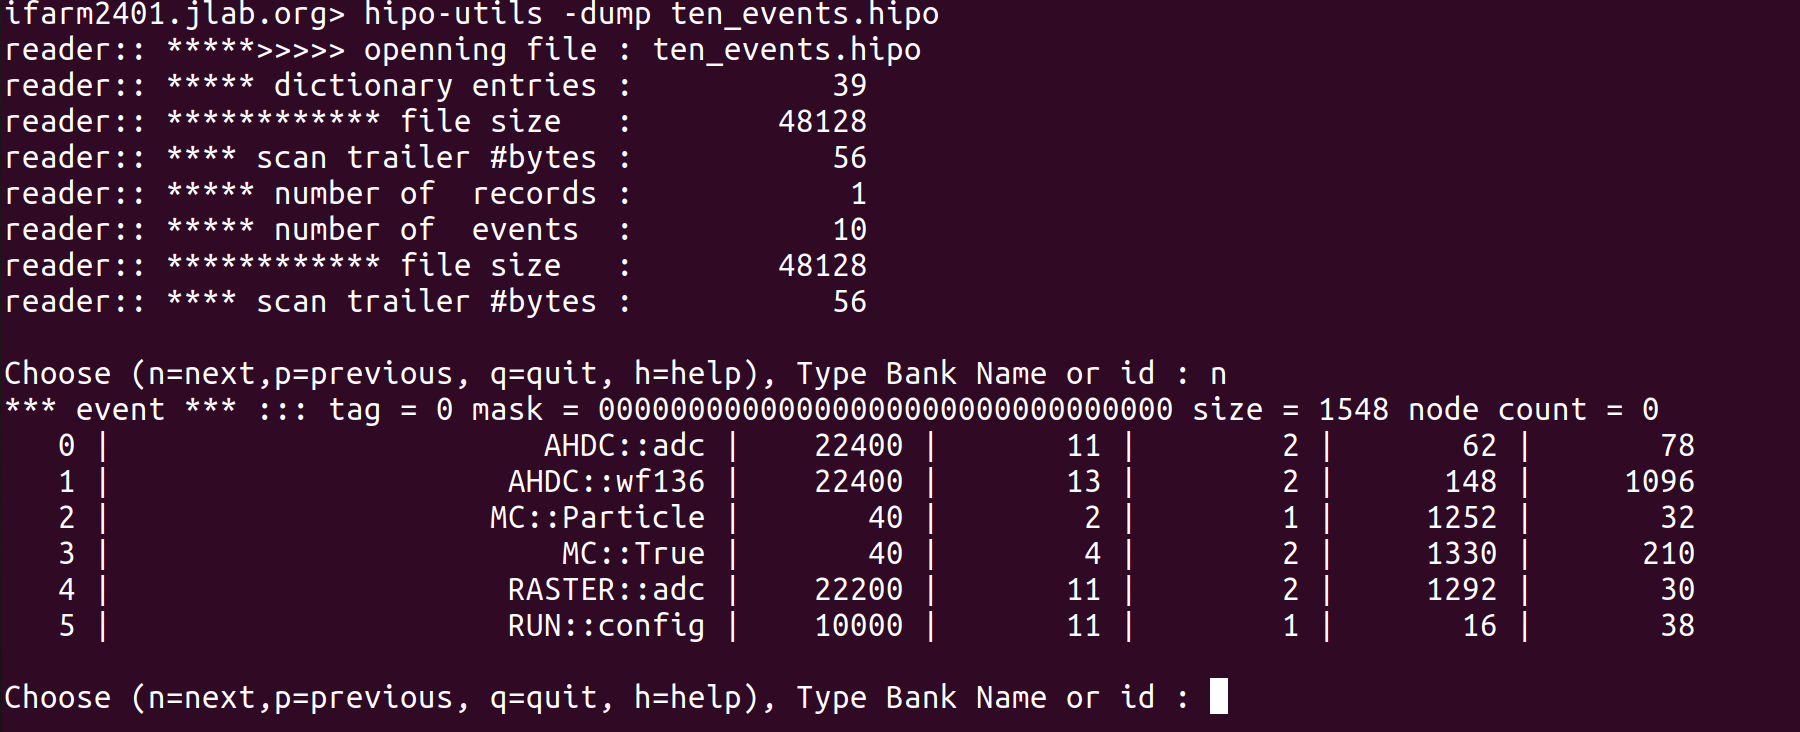 ifarm2401.jlab.org> hipo-utils -dump ten_events.hipo
reader:: *****>>>>> openning file : ten_events.hipo
reader:: ***** dictionary entries :           39
reader:: ************ file size   :        48128
reader:: **** scan trailer #bytes :           56
reader:: ***** number of  records :            1
reader:: ***** number of  events  :           10
reader:: ************ file size   :        48128
reader:: **** scan trailer #bytes :           56
Choose (n=next,p=previous, q=quit, h=help), Type Bank Name or id : n
*** event *** ::: tag = 0 mask = 00000000000000000000000000000000 size = 1548 node count = 0
0 | AHDC::adc | 22400 | 11 | 2 | 62 | 78
1 | AHDC::wf136 | 22400 | 13 | 2 | 148 | 1096
2 | MC::Particle | 40 | 2 | 1 | 1252 | 32
3 | MC::True | 40 | 4 | 2 | 1330 | 210
4 | RASTER::adc | 22200 | 11 | 2 | 1292 | 30
5 | RUN::config | 10000 | 11 | 1 | 16 | 38
Choose (n=next,p=previous, q=quit, h=help), Type Bank Name or id :